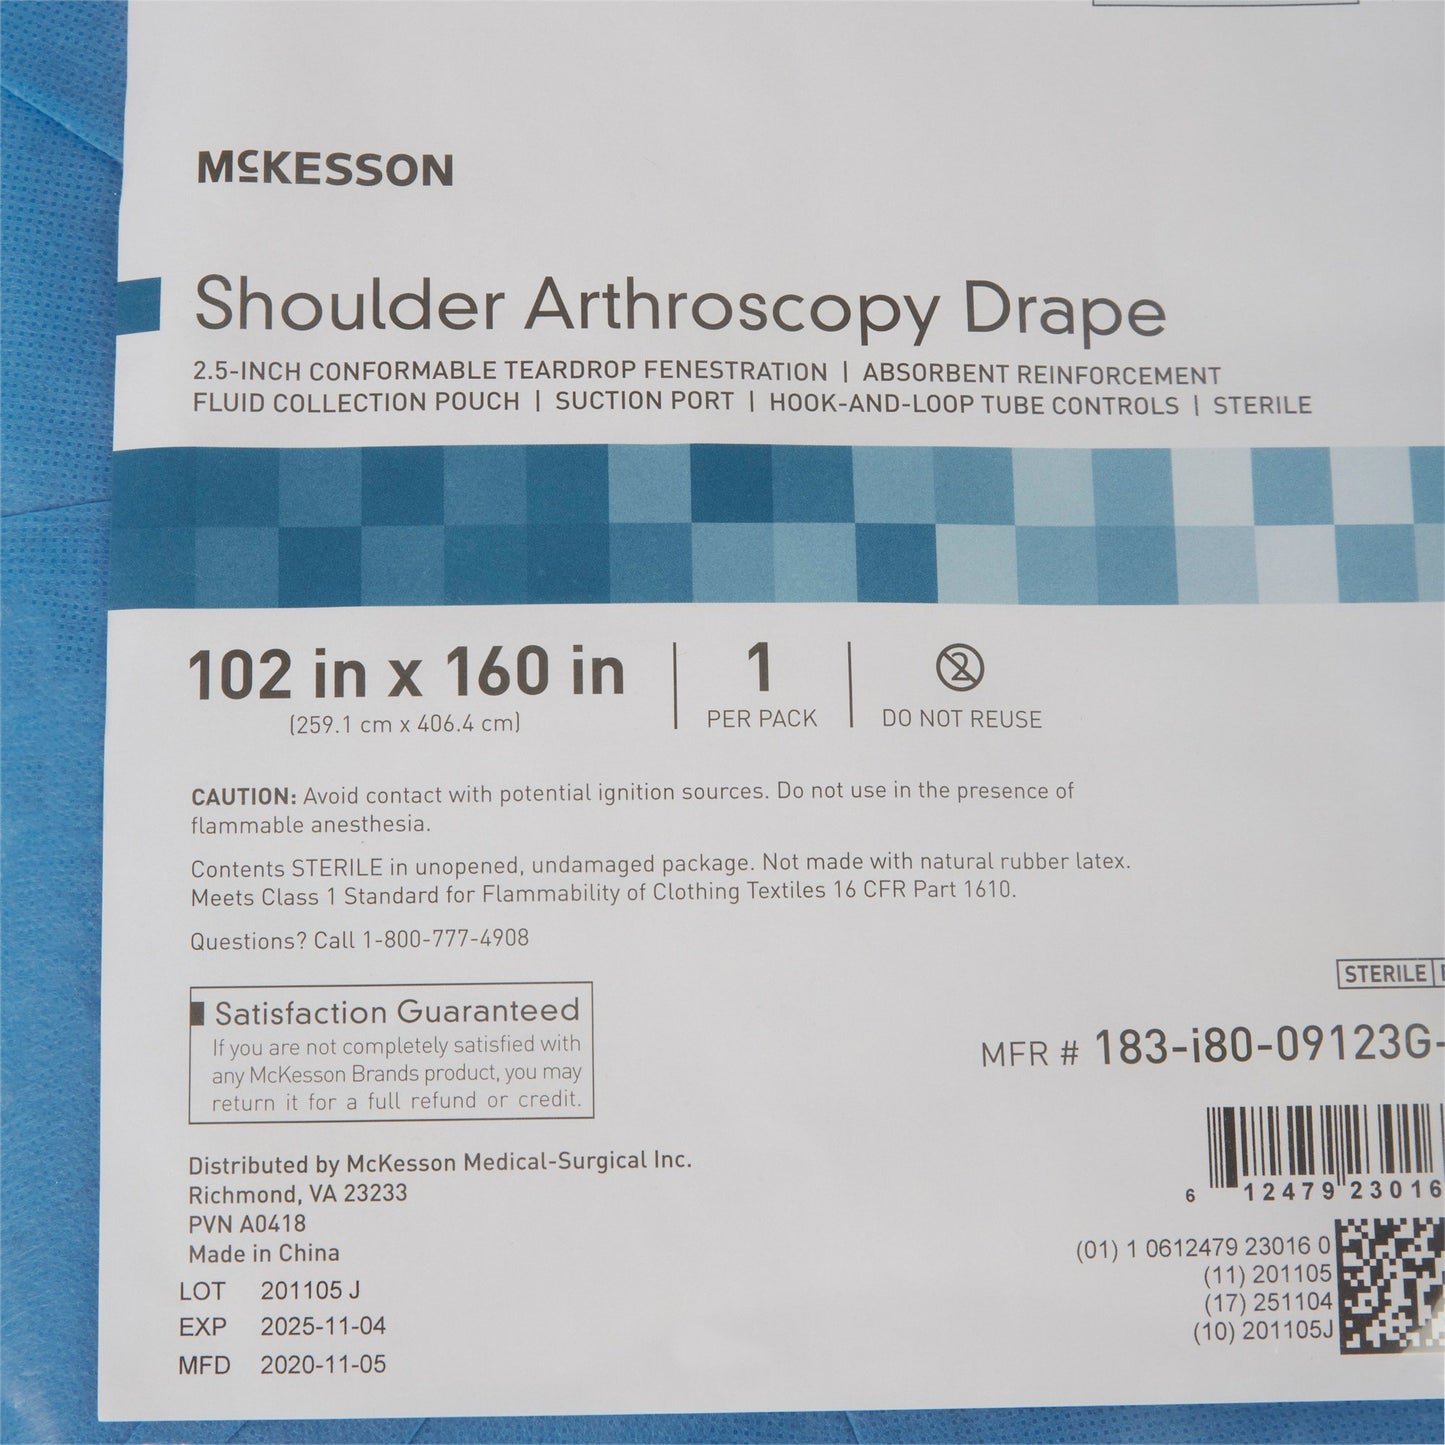 McKESSON
Shoulder Arthroscopy Drape
2.5-INCH CONFORMABLE TEARDROP FENESTRATION | ABSORBENT REINFORCEMENT
FLUID COLLECTION POUCH | SUCTION PORT | HOOK-AND-LOOP TUBE CONTROLS | STERILE
102 in x 160 in
(259.1 cm x 406.4 cm)
1
PER PACK
2
DO NOT REUSE
CAUTION: Avoid contact with potential ignition sources. Do not use in the presence of
flammable anesthesia.
Contents STERILE in unopened, undamaged package. Not made with natural rubber latex.
Meets Class 1 Standard for Flammability of Clothing Textiles 16 CFR Part 1610.
Questions? Call 1-800-777-4908
Satisfaction Guaranteed
If you are not completely satisfied with
any McKesson Brands product, you may
return it for a full refund or credit.
STERILE
MFR # 183-i80-09123G-
6 12479 23016
Distributed by McKesson Medical-Surgical Inc.
Richmond, VA 23233
PVN A0418
Made in China
LOT 201105 J
EXP 2025-11-04
MFD 2020-11-05
(01) 1 0612479 23016 0
(11) 201105
(17) 251104
(10) 201105J